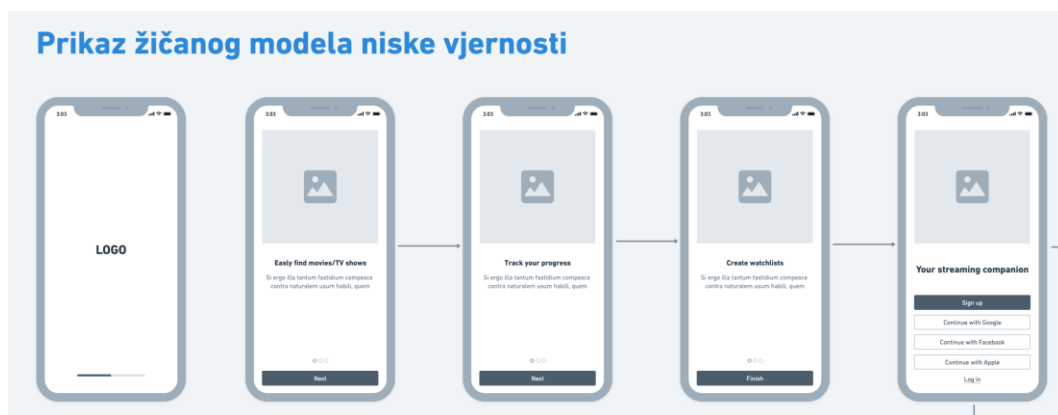 Prikaz žičanog modela niske vjernosti
3:03
LOGO
3:03
Easly find movies/TV shows
Si ergo illa tantum fastidium compesce
contra naturalem usum habili, quem
Next
3:03
Track your progress
Si ergo illa tantum fastidium compesce
contra naturalem usum habili, quem
Next
3:03
Create watchlists
Si ergo illa tantum fastidium compesce
contra naturalem usum habili, quem
Finish
3:03
Your streaming companion
Sign up
Continue with Google
Continue with Facebook
Continue with Apple
Log in